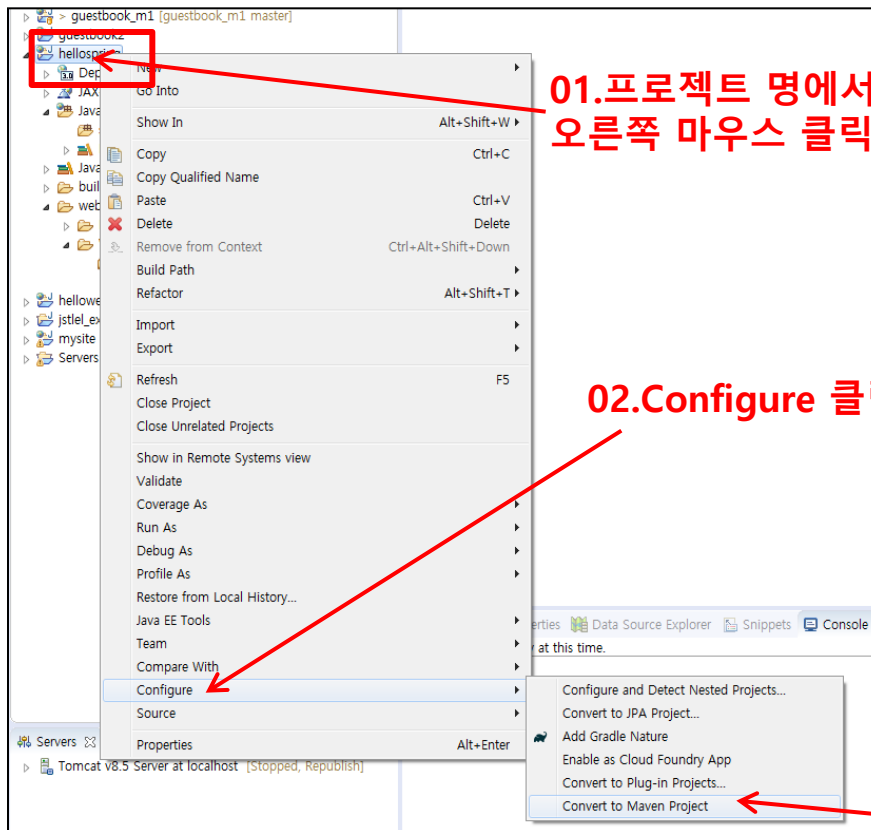 > guestbook_m1 [guestbook_m1 master]
guestbook2
hellospring
3.0 Dep
JAX
Java
s
Java
buil
web
hellowe
jstlel_ex
mysite
Servers
New
Go Into
Show In Alt+Shift+W
Copy Ctrl+C
Copy Qualified Name
Paste Ctrl+V
Delete Delete
Remove from Context Ctrl+Alt+Shift+Down
Build Path
Refactor Alt+Shift+T
Import
Export
Refresh F5
Close Project
Close Unrelated Projects
Show in Remote Systems view
Validate
Coverage As
Run As
Debug As
Profile As
Restore from Local History...
Java EE Tools
Team
Compare With
Configure
Source
Properties Alt+Enter
01.프로젝트 명에서
오른쪽 마우스 클릭
02.Configure 클릭
erties Data Source Explorer Snippets Console
at this time.
Configure and Detect Nested Projects...
Convert to JPA Project...
Add Gradle Nature
Enable as Cloud Foundry App
Convert to Plug-in Projects...
Convert to Maven Project
Servers
Tomcat v8.5 Server at localhost [Stopped, Republish]